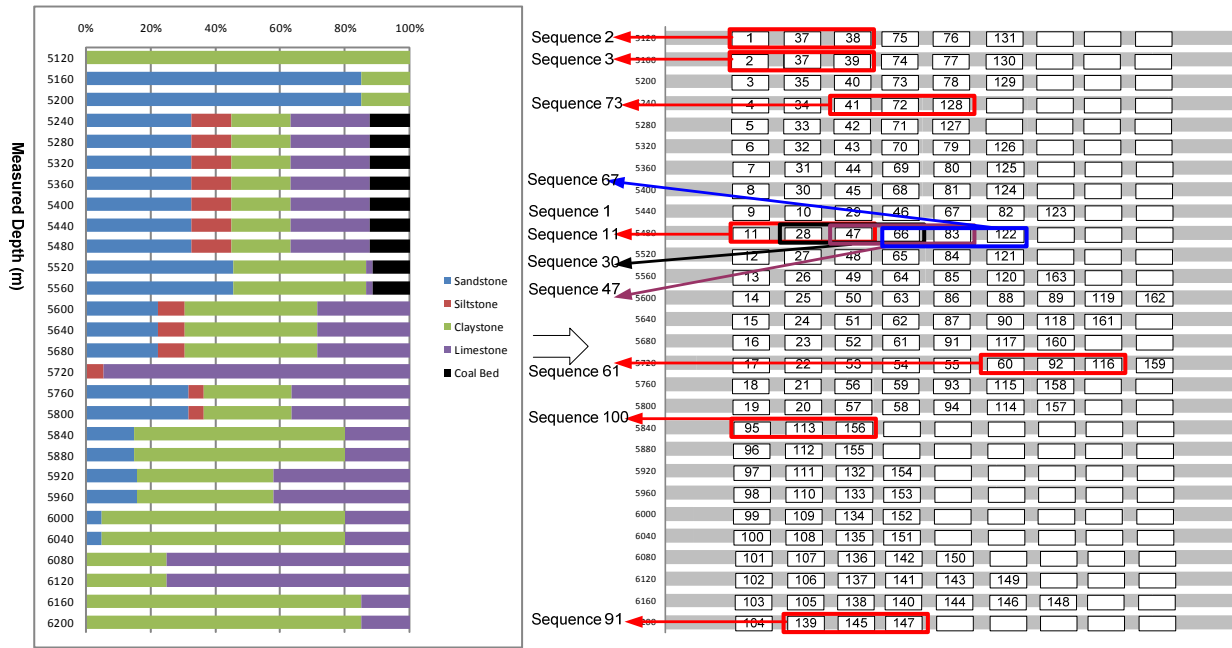 0% 20% 40% 60% 80% 100%
Measured Depth (m)
5120
5160
5200
5240
5280
5320
5360
5400
5440
5480
5520
5560
5600
5640
5680
5720
5760
5800
5840
5880
5920
5960
6000
6040
6080
6120
6160
6200
Sandstone
Siltstone
Claystone
Limestone
Coal Bed
Sequence 2
Sequence 3
Sequence 73
Sequence 67
Sequence 1
Sequence 11
Sequence 30
Sequence 47
Sequence 61
Sequence 100
Sequence 91
5120 1 37 38 75 76 131
5160 2 37 39 74 77 130
5200 3 35 40 73 78 129
5240 4 34 41 72 128
5280 5 33 42 71 127
5320 6 32 43 70 79 126
5360 7 31 44 69 80 125
5400 8 30 45 68 81 124
5440 9 10 29 46 67 82 123
5480 11 28 47 66 83 122
5520 12 27 48 65 84 121
5560 13 26 49 64 85 120 163
5600 14 25 50 63 86 88 89 119 162
5640 15 24 51 62 87 90 118 161
5680 16 23 52 61 91 117 160
5720 17 22 53 54 55 60 92 116 159
5760 18 21 56 59 93 115 158
5800 19 20 57 58 94 114 157
5840 95 113 156
5880 96 112 155
5920 97 111 132 154
5960 98 110 133 153
6000 99 109 134 152
6040 100 108 135 151
6080 101 107 136 142 150
6120 102 106 137 141 143 149
6160 103 105 138 140 144 146 148
6200 104 139 145 147